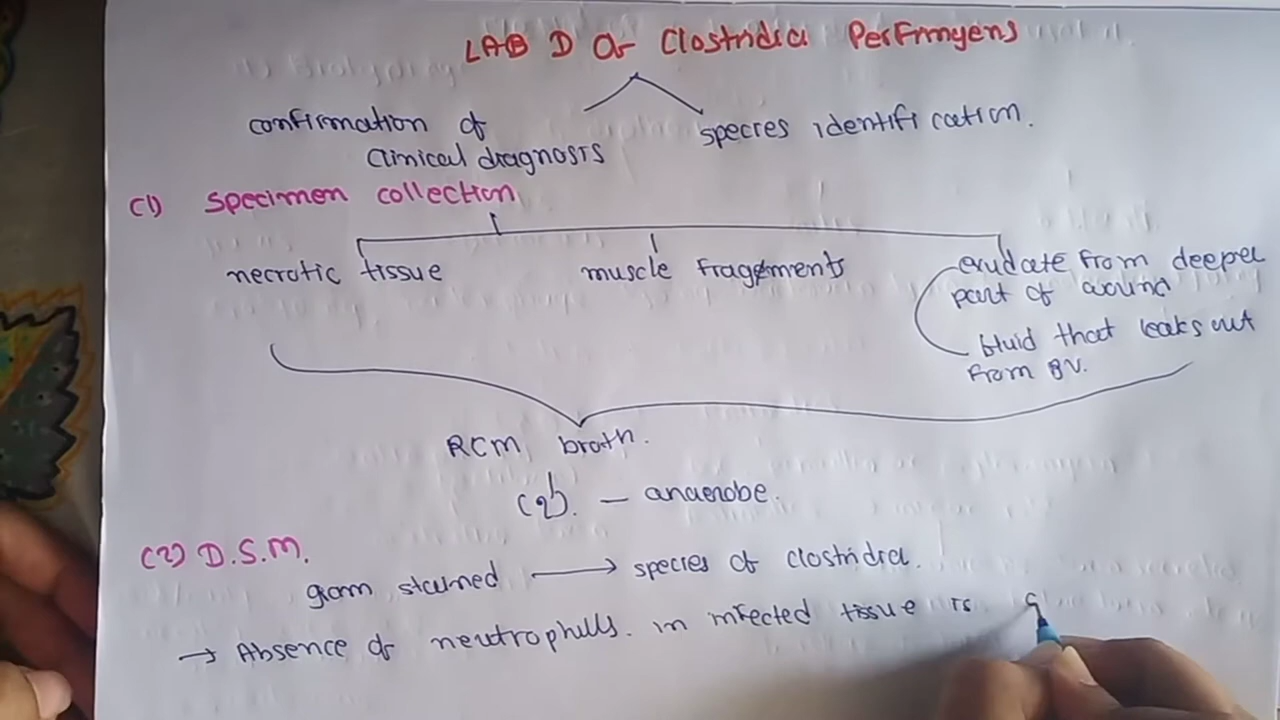 LAB D Of Clostridia Perfringens
confirmation of
clinical diagnosis
species identification.
(1) Specimen collection
necrotic tissue
muscle fragements
exudate from deeper
part of wound
fluid that leaks out
from BV.
RCM broth.
- anaerobe.
(2) D.S.M.
gram stained → species of clostridia.
→ Absence of neutrophills. in infected tissue is